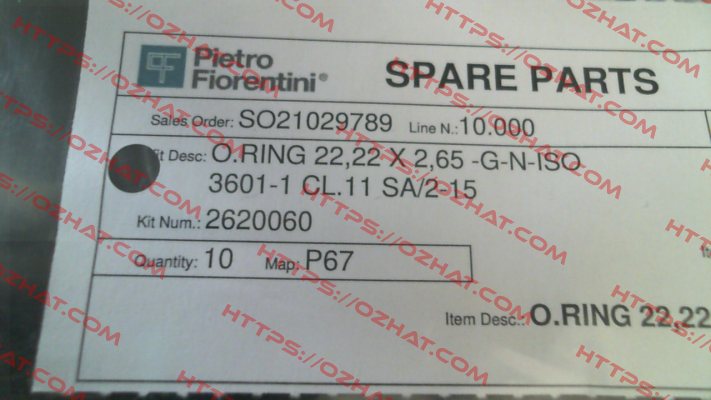 Pietro
Fiorentini®
SPARE PARTS
Sales Order: SO21029789 Line N.: 10.000
it Desc: O.RING 22,22 X 2,65 -G-N-ISO
3601-1 CL.11 SA/2-15
Kit Num.: 2620060
Quantity: 10 Map: P67
Item Desc.: O.RING 22,22
HTTPS://OZHAT.COM